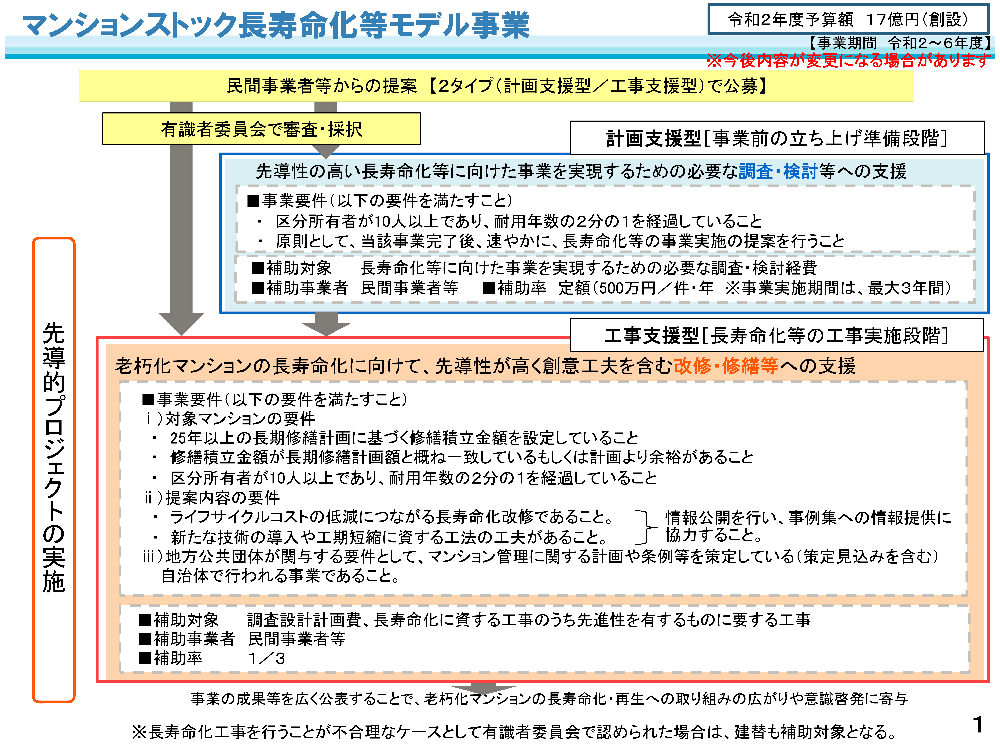 マンションストック長寿命化等モデル事業
令和2年度予算額　17億円(創設)
【事業期間　令和2～6年度】
※今後内容が変更になる場合があります
民間事業者等からの提案　【2タイプ(計画支援型／工事支援型)で公募】
有識者委員会で審査・採択
計画支援型[事業前の立ち上げ準備段階]
先導性の高い長寿命化等に向けた事業を実現するための必要な調査・検討等への支援
■事業要件(以下の要件を満たすこと)
・　区分所有者が10人以上であり、耐用年数の2分の1を経過していること
・　原則として、当該事業完了後、速やかに、長寿命化等の事業実施の提案を行うこと
■補助対象　長寿命化等に向けた事業を実現するための必要な調査・検討経費
■補助事業者　民間事業者等　■補助率　定額(500万円／件・年　※事業実施期間は、最大3年間)
先導的プロジェクトの実施
工事支援型[長寿命化等の工事実施段階]
老朽化マンションの長寿命化に向けて、先導性が高く創意工夫を含む改修・修繕等への支援
■事業要件(以下の要件を満たすこと)
ⅰ)対象マンションの要件
・　25年以上の長期修繕計画に基づく修繕積立金額を設定していること
・　修繕積立金額が長期修繕計画額と概ね一致しているもしくは計画より余裕があること
・　区分所有者が10人以上であり、耐用年数の2分の1を経過していること
ⅱ)提案内容の要件
・　ライフサイクルコストの低減につながる長寿命化改修であること。
・　新たな技術の導入や工期短縮に資する工法の工夫があること。
情報公開を行い、事例集への情報提供に
協力すること。
ⅲ)地方公共団体が関与する要件として、マンション管理に関する計画や条例等を策定している(策定見込みを含む)
自治体で行われる事業であること。
■補助対象　調査設計計画費、長寿命化に資する工事のうち先進性を有するものに要する工事
■補助事業者　民間事業者等
■補助率　1／3
事業の成果等を広く公表することで、老朽化マンションの長寿命化・再生への取り組みの広がりや意識啓発に寄与
※長寿命化工事を行うことが不合理なケースとして有識者委員会で認められた場合は、建替も補助対象となる。
1